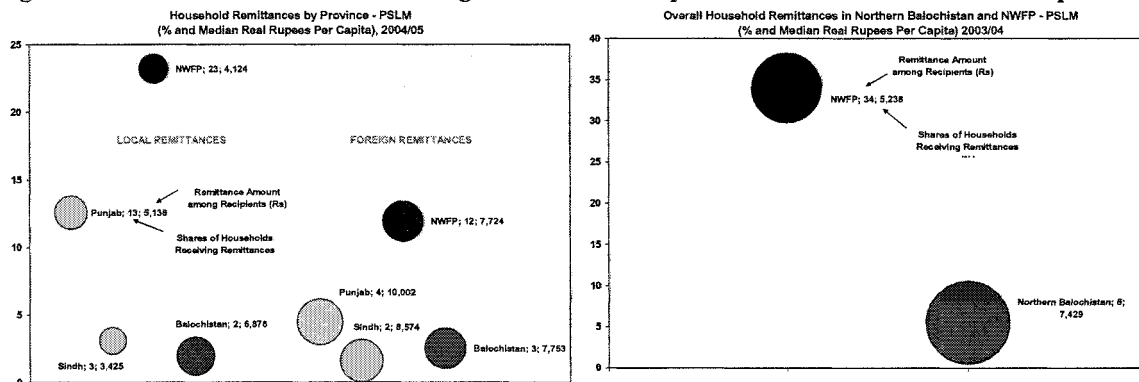 Household Remittances by Province - PSLM
(% and Median Real Rupees Per Capita), 2004/05
25
20
15
10
5
0
NWFP; 23; 4,124
LOCAL REMITTANCES
FOREIGN REMITTANCES
Punjab; 13; 5,138
Remittance Amount
among Recipients (Rs)
Shares of Households
Receiving Remittances
NWFP; 12; 7,724
Punjab; 4; 10,002
Sindh; 2; 8,574
Balochistan; 2; 6,876
Balochistan; 3; 7,753
Sindh; 3; 3,425
Overall Household Remittances in Northern Balochistan and NWFP - PSLM
(% and Median Real Rupees Per Capita) 2003/04
40
35
30
25
20
15
10
5
0
Remittance Amount
among Recipients (Rs)
NWFP; 34; 5,238
Shares of Households
Receiving Remittances
Northern Balochistan; 6;
7,429